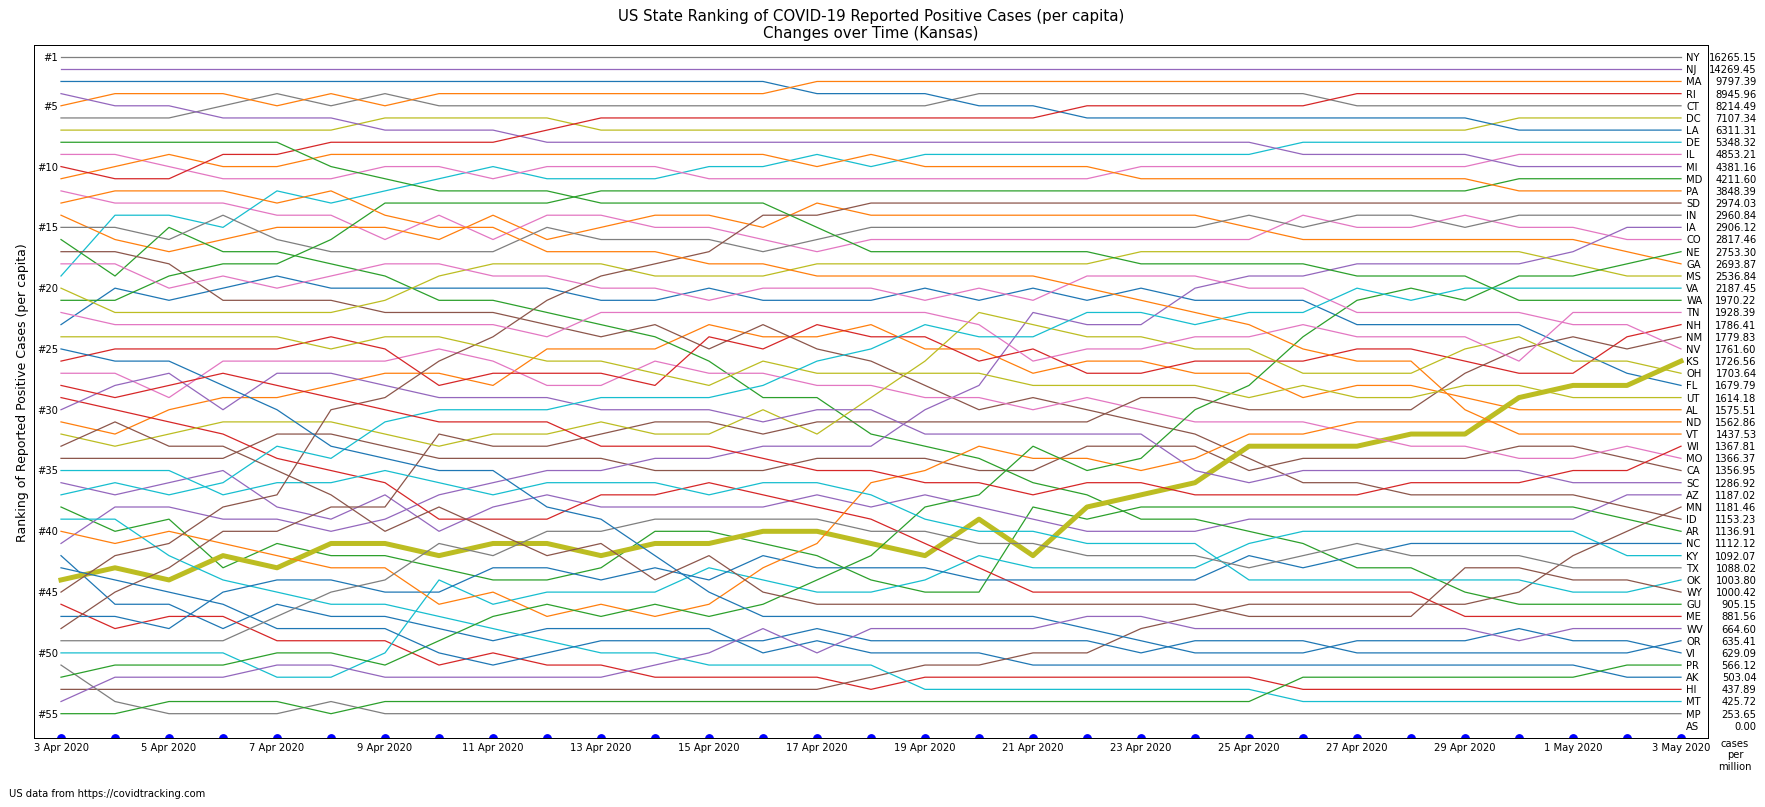 US State Ranking of COVID-19 Reported Positive Cases (per capita)
Changes over Time (Kansas)
Ranking of Reported Positive Cases (per capita)
#1
#5
#10
#15
#20
#25
#30
#35
#40
#45
#50
#55
NY 16265.15
NJ 14269.45
MA 9797.39
RI 8945.96
CT 8214.49
DC 7107.34
LA 6311.31
DE 5348.32
IL 4853.21
MI 4381.16
MD 4211.60
PA 3848.39
SD 2974.03
IN 2960.84
IA 2906.12
CO 2817.46
NE 2753.30
GA 2693.87
MS 2536.84
VA 2187.45
WA 1970.22
TN 1928.39
NH 1786.41
NM 1779.83
NV 1761.60
KS 1726.56
OH 1703.64
FL 1679.79
UT 1614.18
AL 1575.51
ND 1562.86
VT 1437.53
WI 1367.81
MO 1366.37
CA 1356.95
SC 1286.92
AZ 1187.02
MN 1181.46
ID 1153.23
AR 1136.91
NC 1112.12
KY 1092.07
TX 1088.02
OK 1003.80
WY 1000.42
GU 905.15
ME 881.56
WV 664.60
OR 635.41
VI 629.09
PR 566.12
AK 503.04
HI 437.89
MT 425.72
MP 253.65
AS 0.00
3 Apr 2020
5 Apr 2020
7 Apr 2020
9 Apr 2020
11 Apr 2020
13 Apr 2020
15 Apr 2020
17 Apr 2020
19 Apr 2020
21 Apr 2020
23 Apr 2020
25 Apr 2020
27 Apr 2020
29 Apr 2020
1 May 2020
3 May 2020
cases
per
million
US data from https://covidtracking.com